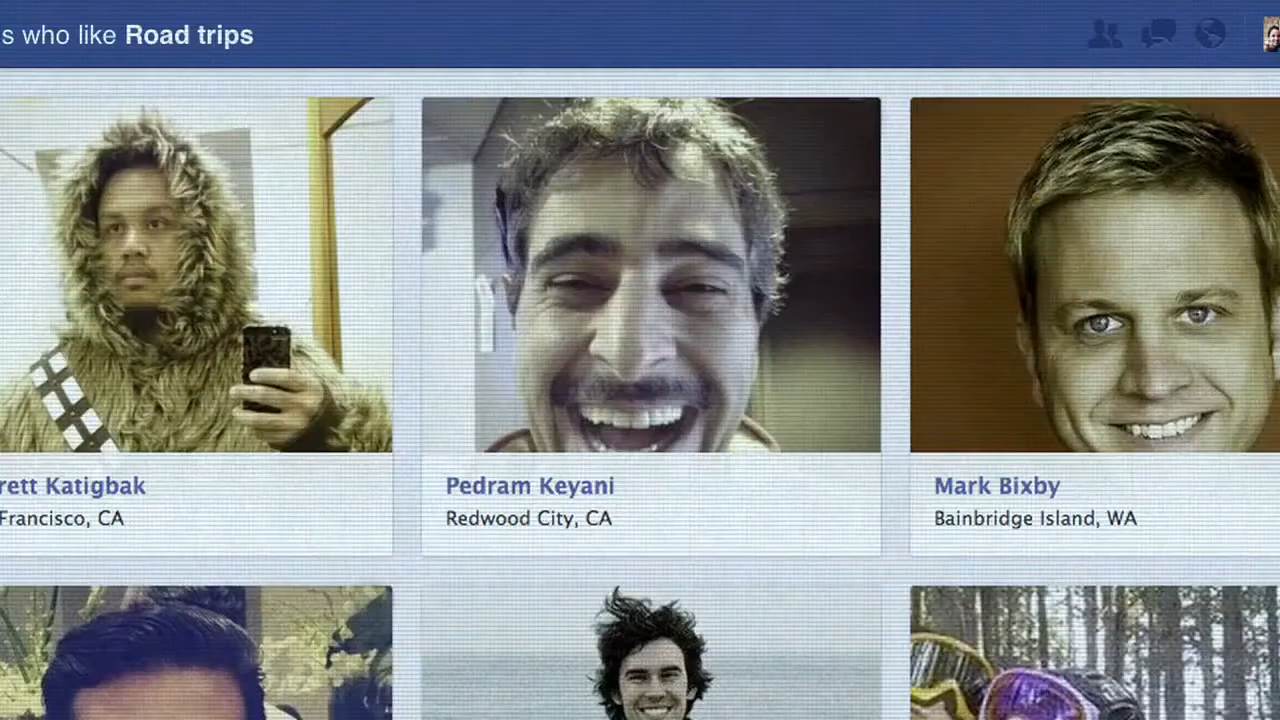 s who like Road trips
rett Katigbak
Pedram Keyani
Mark Bixby
Francisco, CA
Redwood City, CA
Bainbridge Island, WA